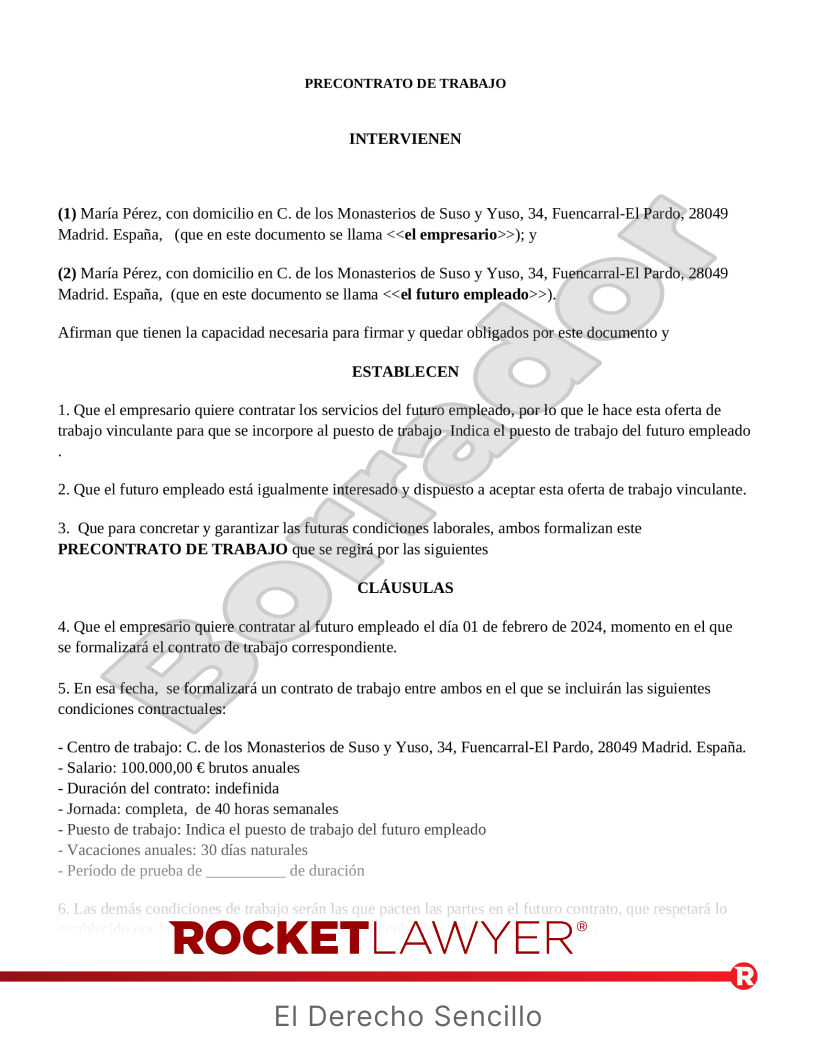 PRECONTRATO DE TRABAJO
INTERVIENEN
(1) María Pérez, con domicilio en C. de los Monasterios de Suso y Yuso, 34, Fuencarral-El Pardo, 28049
Madrid. España, (que en este documento se llama <<el empresario>>); y
(2) María Pérez, con domicilio en C. de los Monasterios de Suso y Yuso, 34, Fuencarral-El Pardo, 28049
Madrid. España, (que en este documento se llama <<el futuro empleado>>).
Afirman que tienen la capacidad necesaria para firmar y quedar obligados por este documento y
ESTABLECEN
1. Que el empresario quiere contratar los servicios del futuro empleado, por lo que le hace esta oferta de
trabajo vinculante para que se incorpore al puesto de trabajo Indica el puesto de trabajo del futuro empleado
.
2. Que el futuro empleado está igualmente interesado y dispuesto a aceptar esta oferta de trabajo vinculante.
3. Que para concretar y garantizar las futuras condiciones laborales, ambos formalizan este
PRECONTRATO DE TRABAJO que se regirá por las siguientes
CLÁUSULAS
4. Que el empresario quiere contratar al futuro empleado el día 01 de febrero de 2024, momento en el que
se formalizará el contrato de trabajo correspondiente.
5. En esa fecha, se formalizará un contrato de trabajo entre ambos en el que se incluirán las siguientes
condiciones contractuales:
- Centro de trabajo: C. de los Monasterios de Suso y Yuso, 34, Fuencarral-El Pardo, 28049 Madrid. España.
- Salario: 100.000,00 € brutos anuales
- Duración del contrato: indefinida
- Jornada: completa, de 40 horas semanales
- Puesto de trabajo: Indica el puesto de trabajo del futuro empleado
- Vacaciones anuales: 30 días naturales
- Período de prueba de __________ de duración
6. Las demás condiciones de trabajo serán las que pacten las partes en el futuro contrato, que respetará lo
establecido por
Borrador
ROCKETLAWYER®
R
El Derecho Sencillo